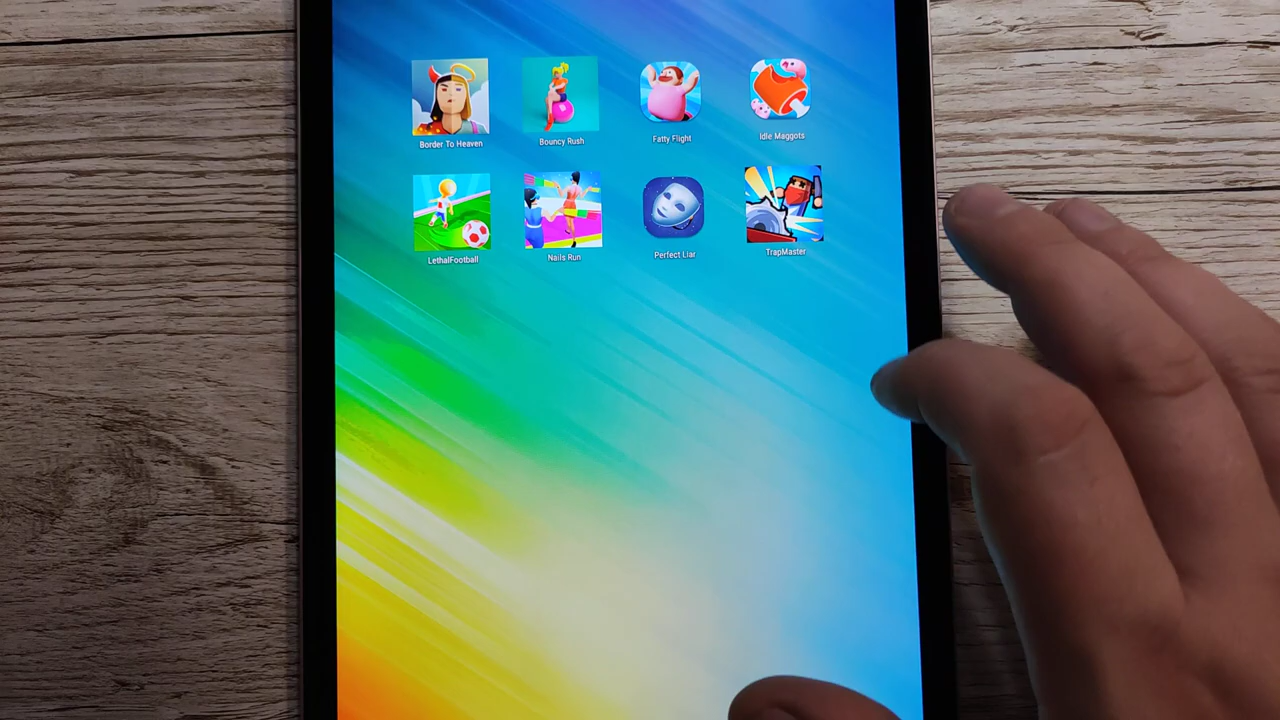 Border To Heaven
Bouncy Rush
Fatty Flight
Idle Maggots
LethalFootball
Nails Run
Perfect Liar
TrapMaster